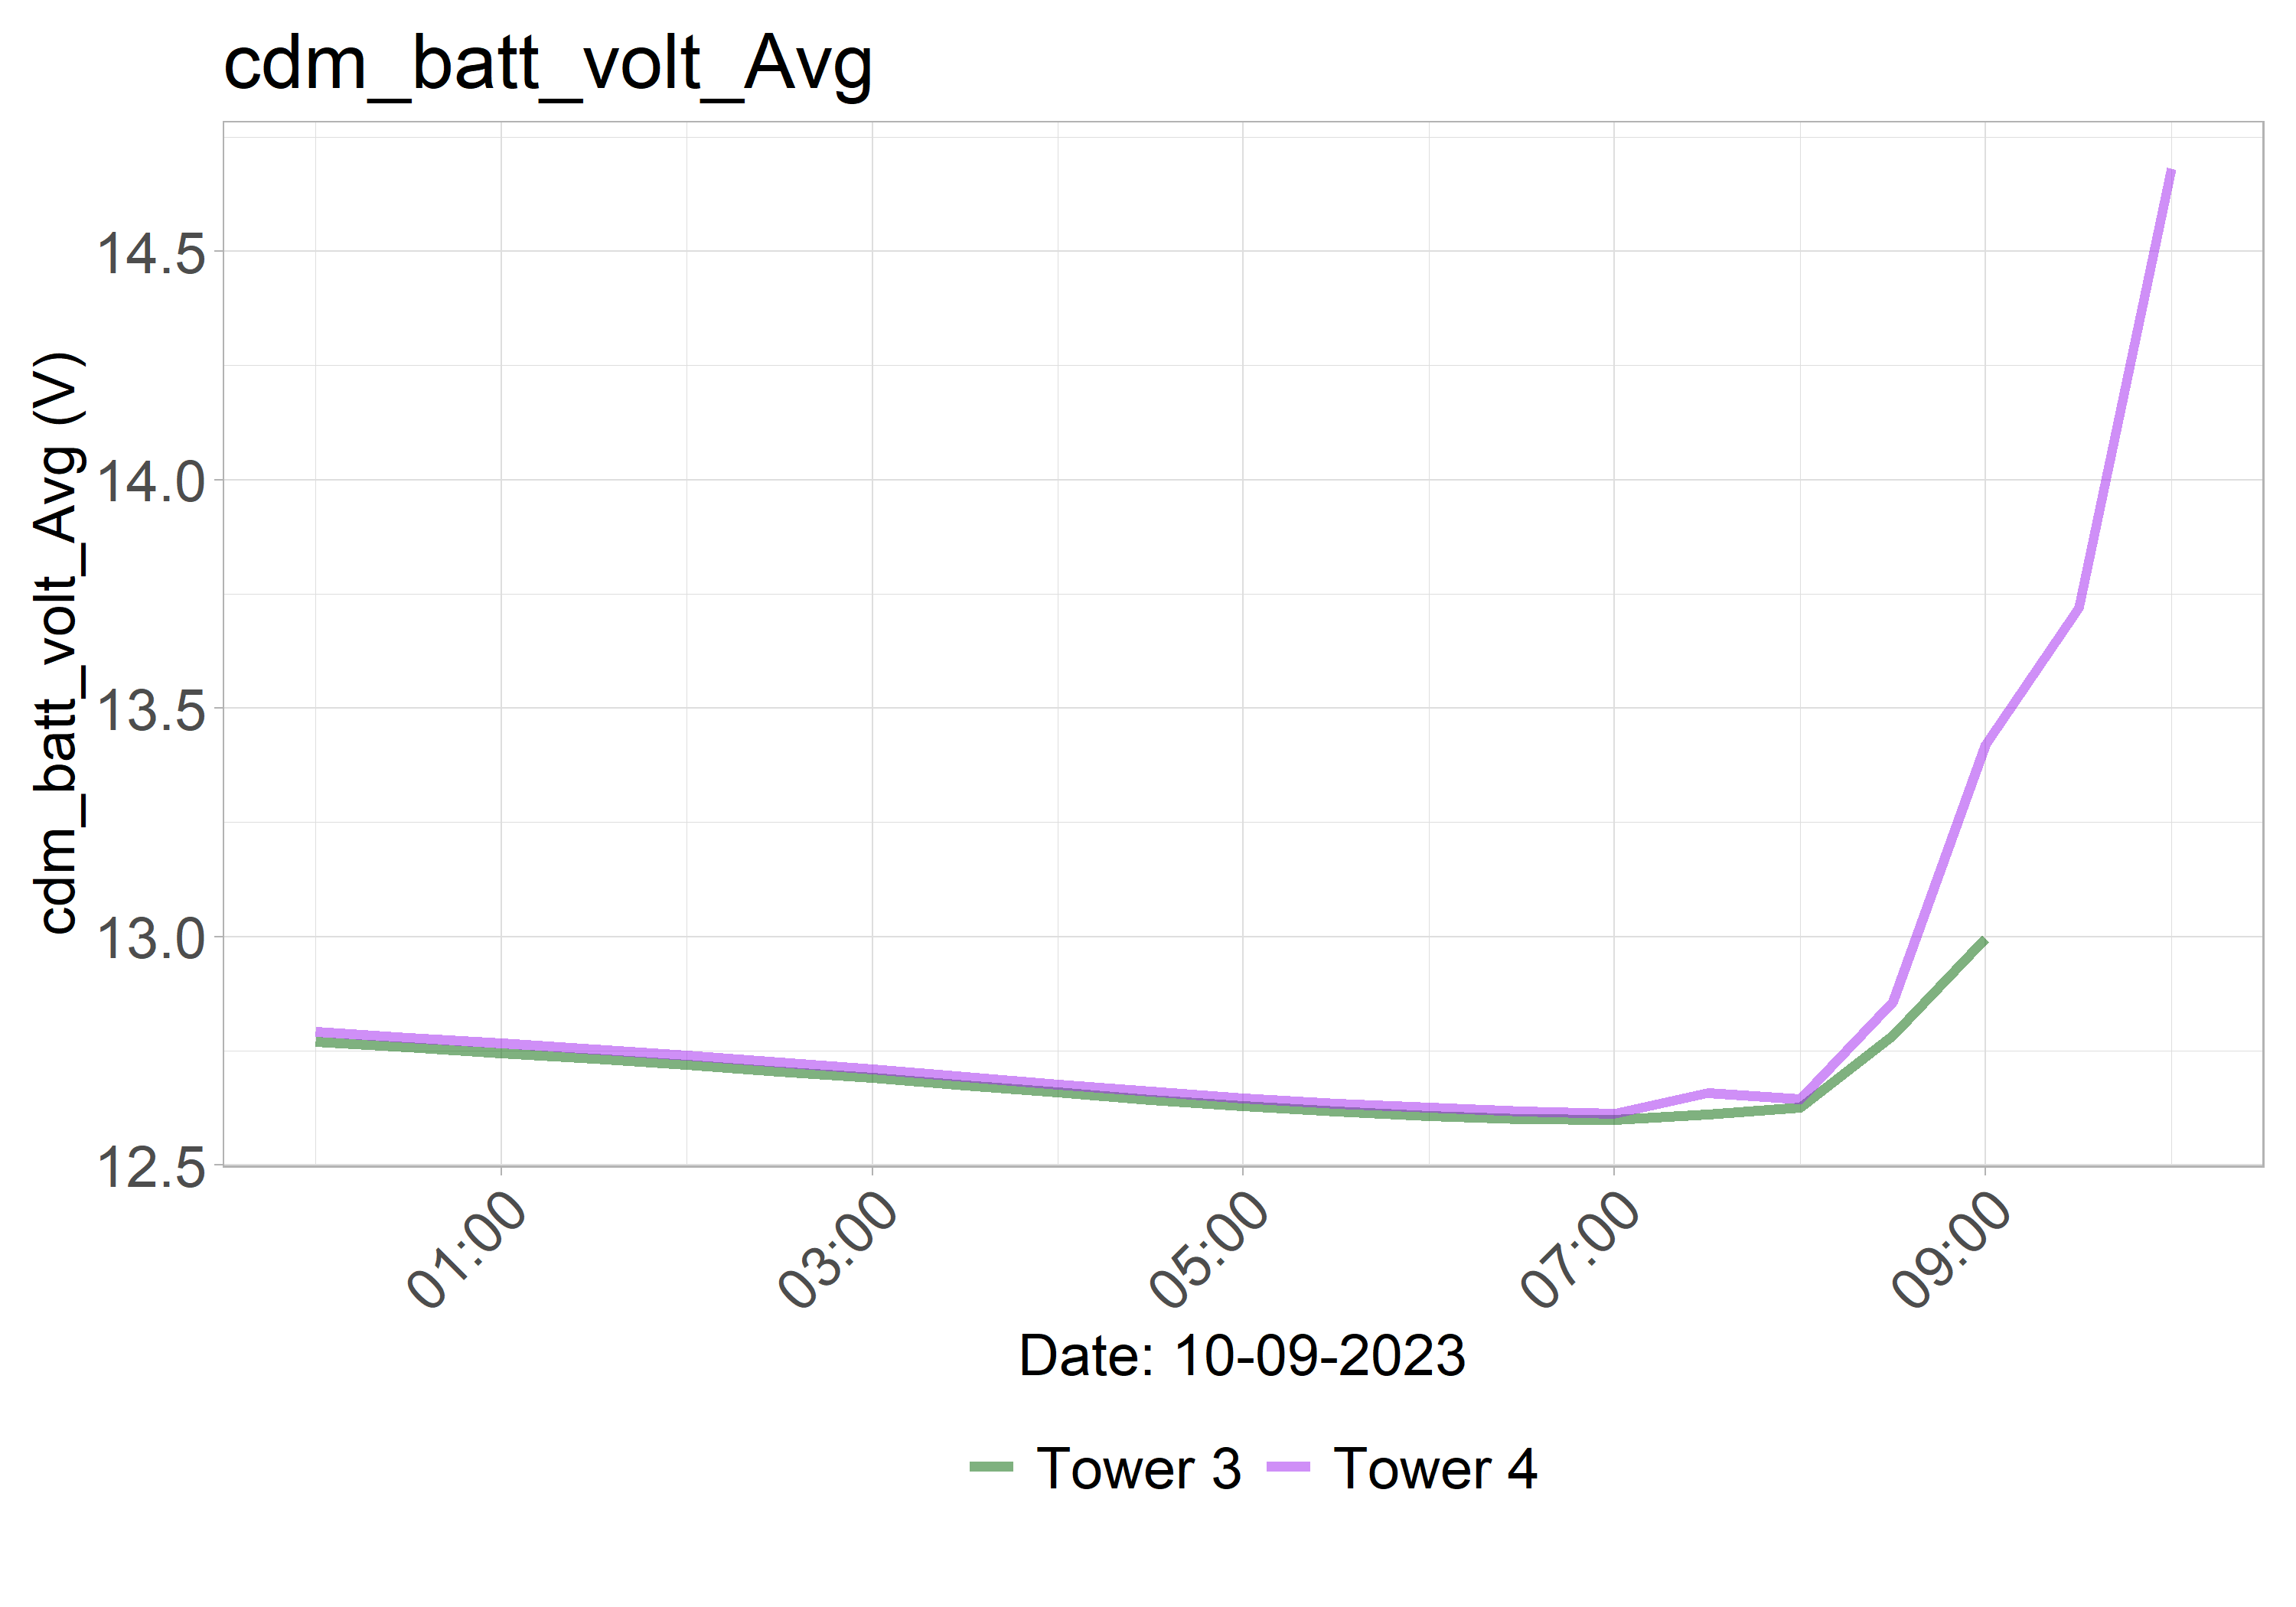 cdm_batt_volt_Avg
cdm_batt_volt_Avg (V)
14.5
14.0
13.5
13.0
12.5
01:00
03:00
05:00
07:00
09:00
Date: 10-09-2023
Tower 3
Tower 4